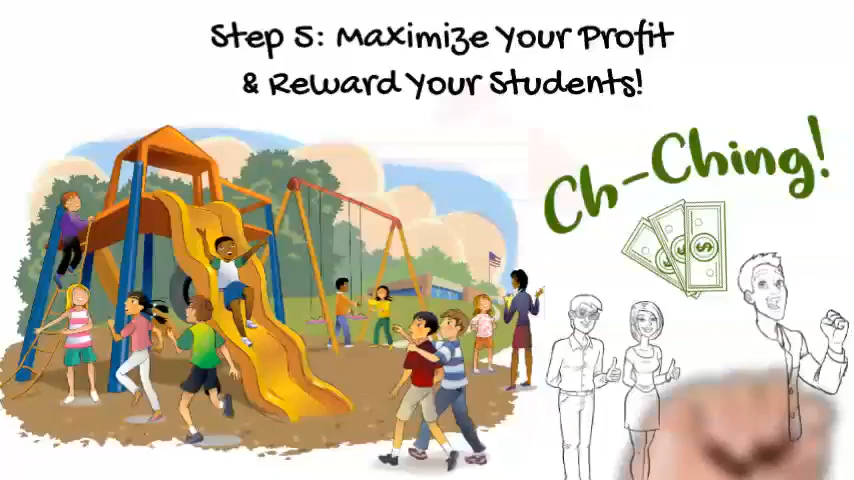 Step 5: Maximize Your Profit
& Reward Your Students!
Ch-Ching!
$ $ $